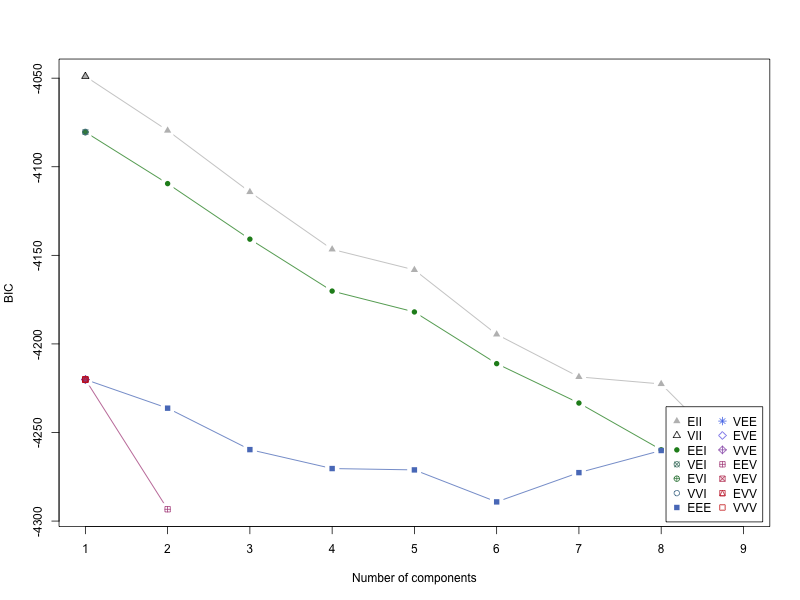 -4050
-4100
-4150
-4200
-4250
-4300
BIC
EII VEE
VII EVE
EEI VVE
VEI EEV
EVI VEV
VVI EVV
EEE VVV
1 2 3 4 5 6 7 8 9
Number of components